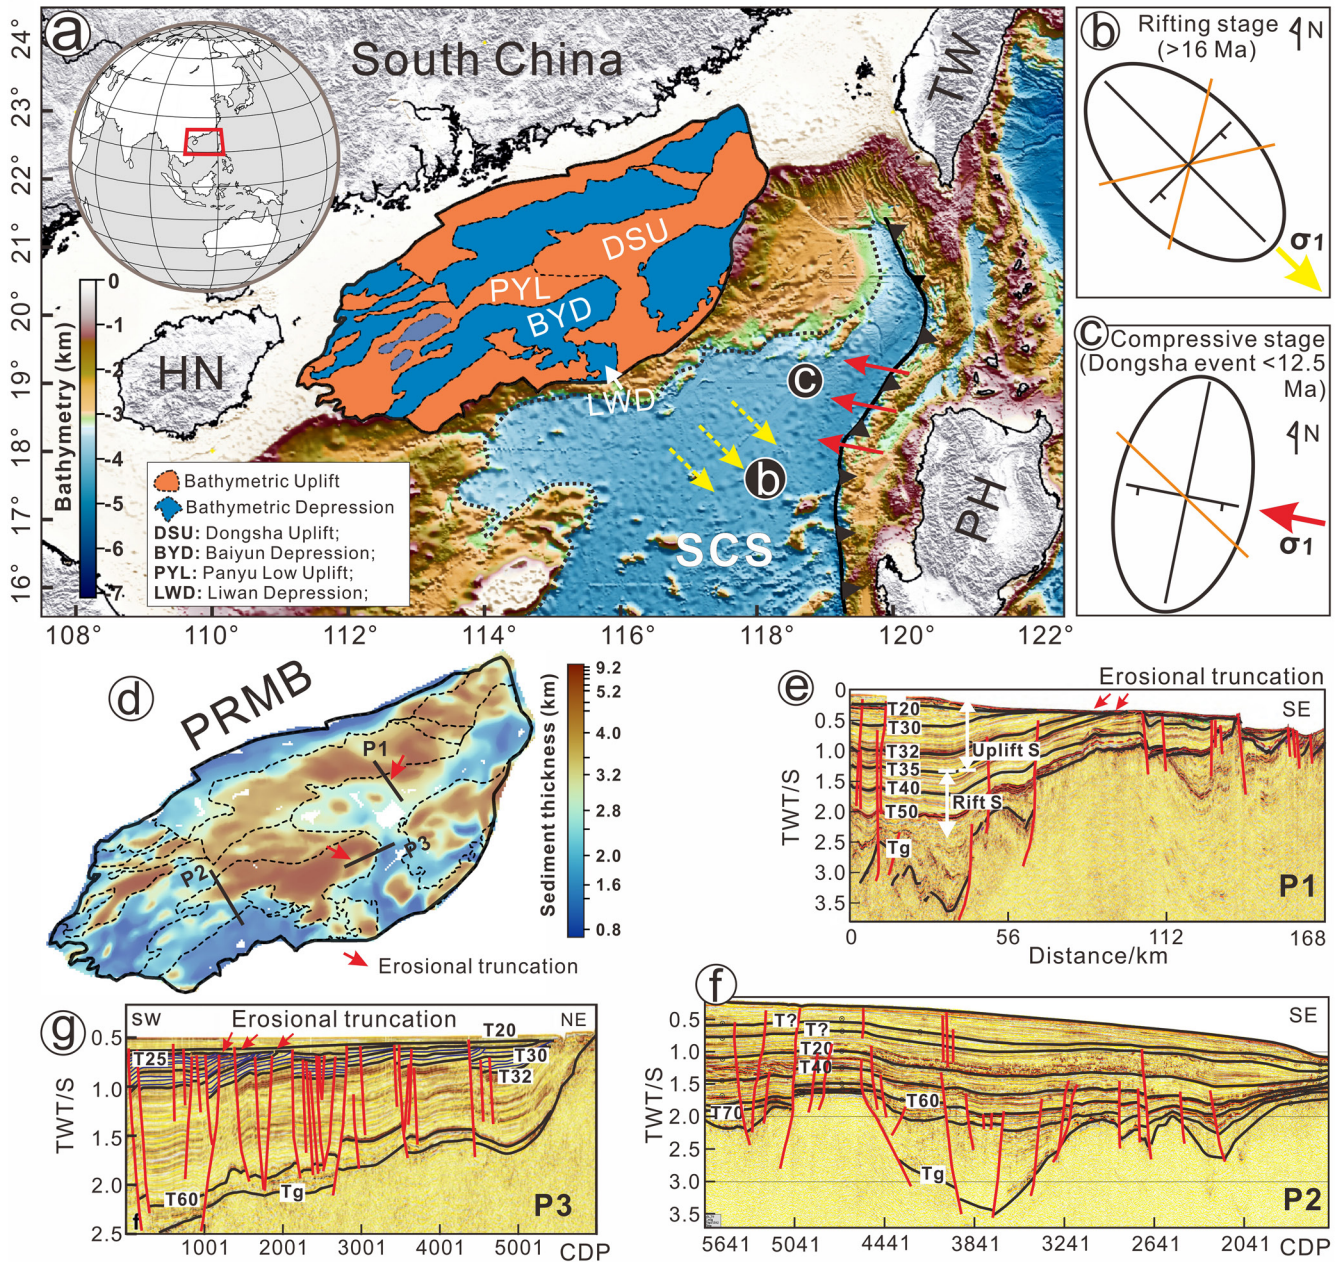 a
South China
TW
24°
23°
22°
21°
20°
19°
18°
17°
16°
DSU
PYL
BYD
LWD
HN
PH
SCS
c
b
Bathymetry (km)
0
-1
-2
-3
-4
-5
-6
-7
Bathymetric Uplift
Bathymetric Depression
DSU: Dongsha Uplift;
BYD: Baiyun Depression;
PYL: Panyu Low Uplift;
LWD: Liwan Depression;
108° 110° 112° 114° 116° 118° 120° 122°
b
Rifting stage
(>16 Ma)
N
σ1
c
Compressive stage
(Dongsha event <12.5
Ma)
N
σ1
d
PRMB
P1
P2
P3
Erosional truncation
Sediment thickness (km)
9.2
5.2
4.0
3.2
2.8
2.4
2.0
1.6
0.8
e
Erosional truncation
SE
T20
T30
T32
T35
T40
T50
Tg
Uplift S
Rift S
P1
TWT/S
0
0.5
1.0
1.5
2.0
2.5
3.0
3.5
0 56 112 168
Distance/km
g
SW
Erosional truncation
NE
T20
T25
T30
T32
T60
Tg
P3
f
TWT/S
0.5
1.0
1.5
2.0
2.5
1001 2001 3001 4001 5001 CDP
f
SE
T?
T?
T20
T40
T60
T70
Tg
P2
TWT/S
0.5
1.0
1.5
2.0
3.0
3.5
5641 5041 4441 3841 3241 2641 2041 CDP